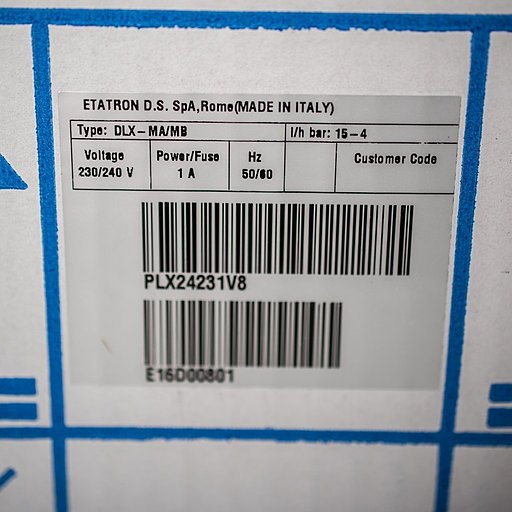 ETATRON D.S. SpA,Rome(MADE IN ITALY)
Type: DLX-MA/MB l/h bar: 15-4
Voltage Power/Fuse Hz Customer Code
230/240 V 1 A 50/60
PLX24231V8
E16D00801